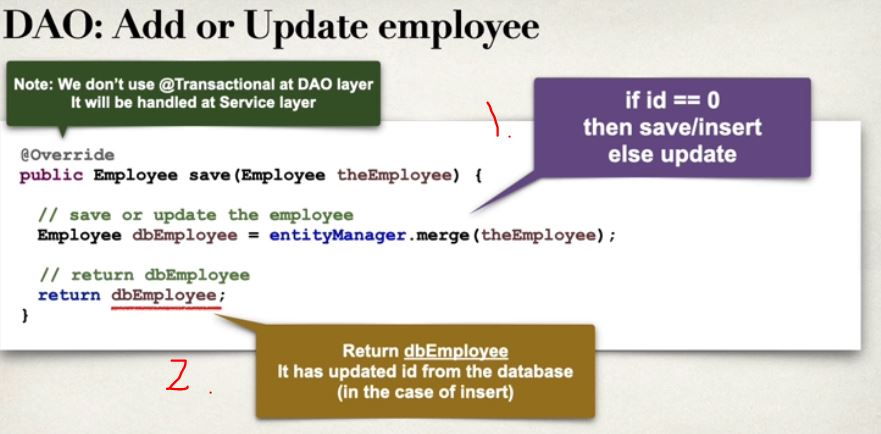 DAO: Add or Update employee
Note: We don't use @Transactional at DAO layer
It will be handled at Service layer
1.
if id == 0
then save/insert
else update
@Override
public Employee save(Employee theEmployee) {
// save or update the employee
Employee dbEmployee = entityManager.merge(theEmployee);
// return dbEmployee
return dbEmployee;
}
2.
Return dbEmployee
It has updated id from the database
(in the case of insert)